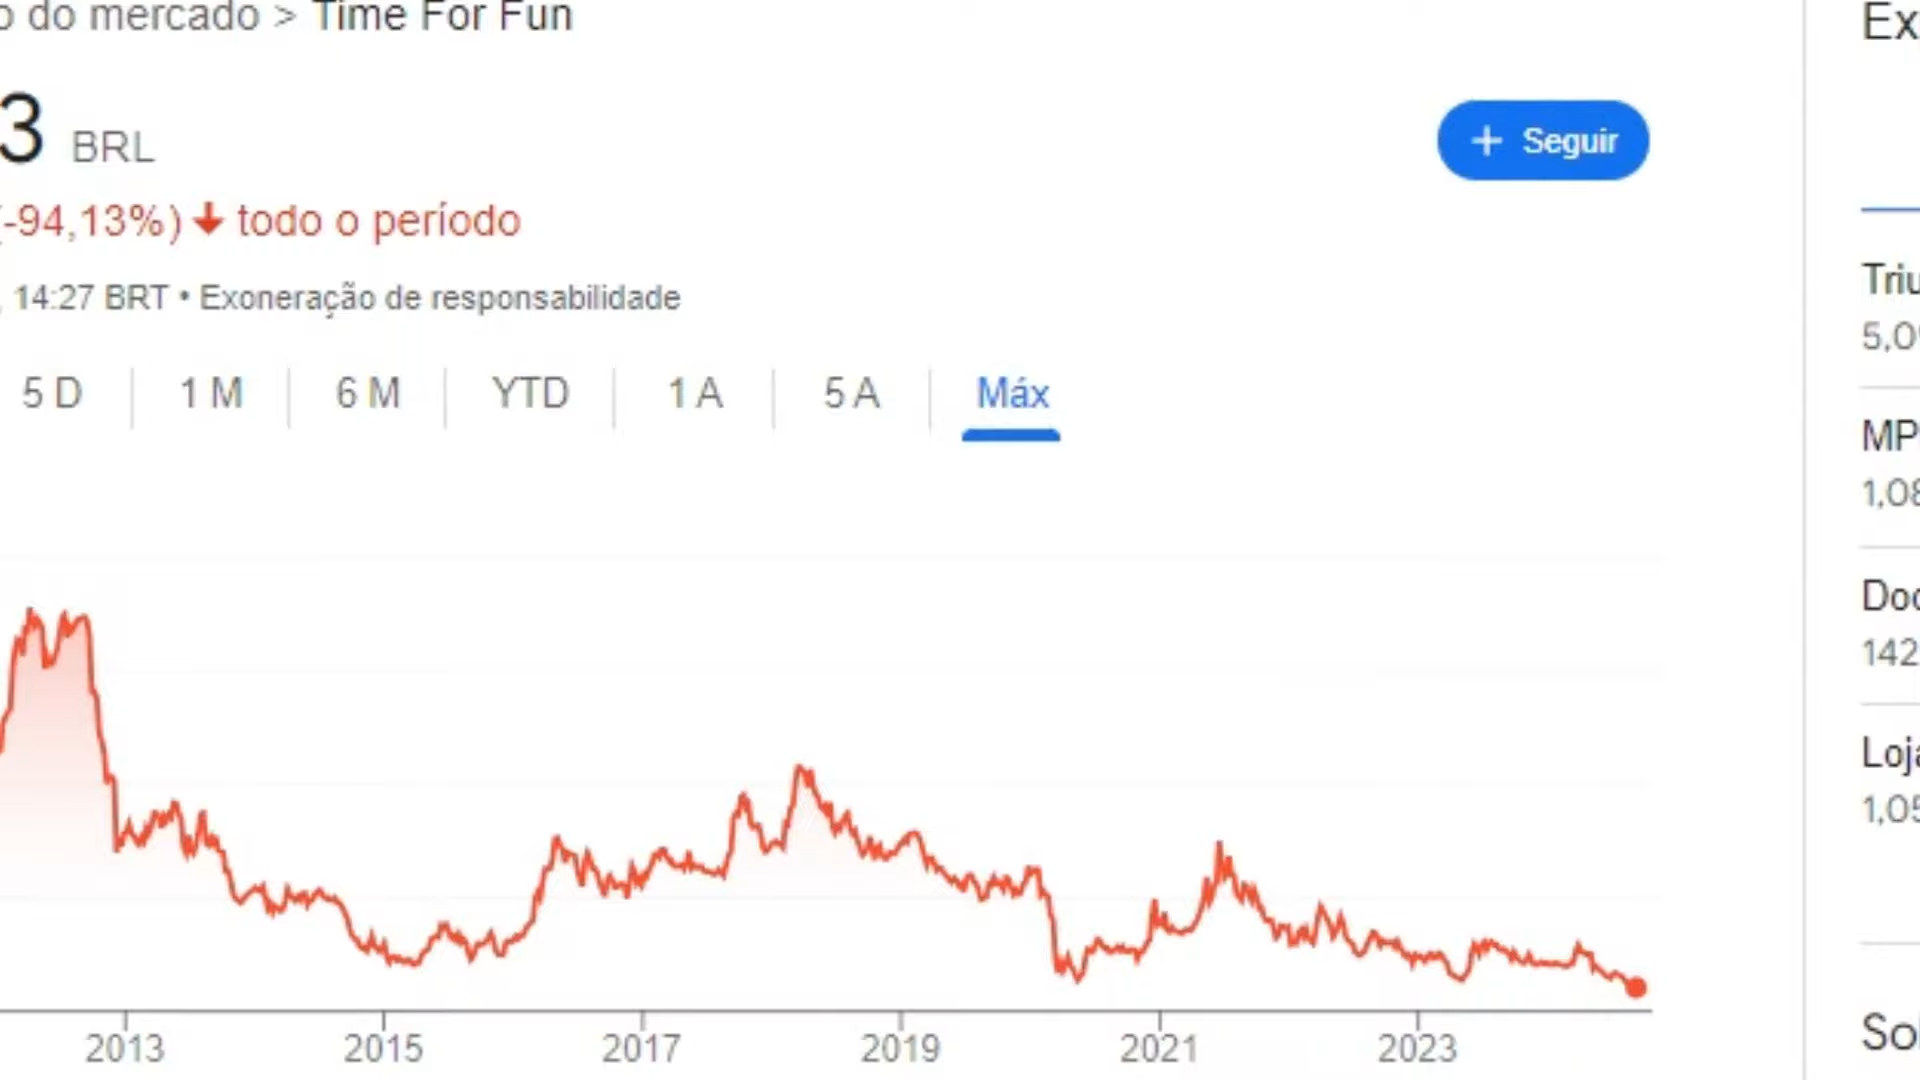 o do mercado > Time For Fun
3 BRL
(-94,13%) todo o período
14:27 BRT • Exoneração de responsabilidade
5 D
1 M
6 M
YTD
1 A
5 A
Máx
+ Seguir
2013
2015
2017
2019
2021
2023
Ex
Triu
5,09
MP
1,08
Doc
142
Loja
1,05
Sol